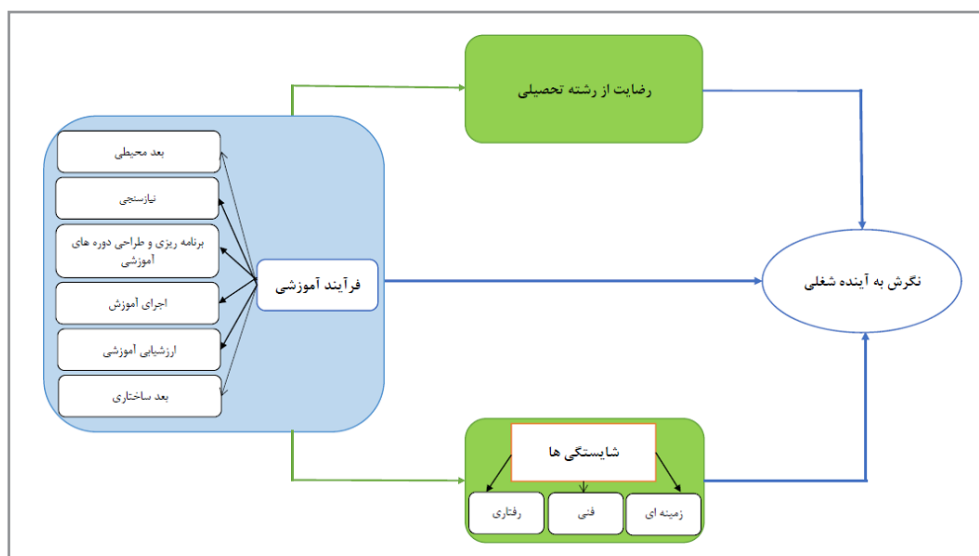 رضایت از رشته تحصیلی
بعد محیطی
نیازسنجی
برنامه ریزی و طراحی دوره های
آموزشی
اجرای آموزش
ارزشیابی آموزشی
بعد ساختاری
فرآیند آموزشی
نگرش به آینده شغلی
شایستگی ها
زمینه ای
فنی
رفتاری